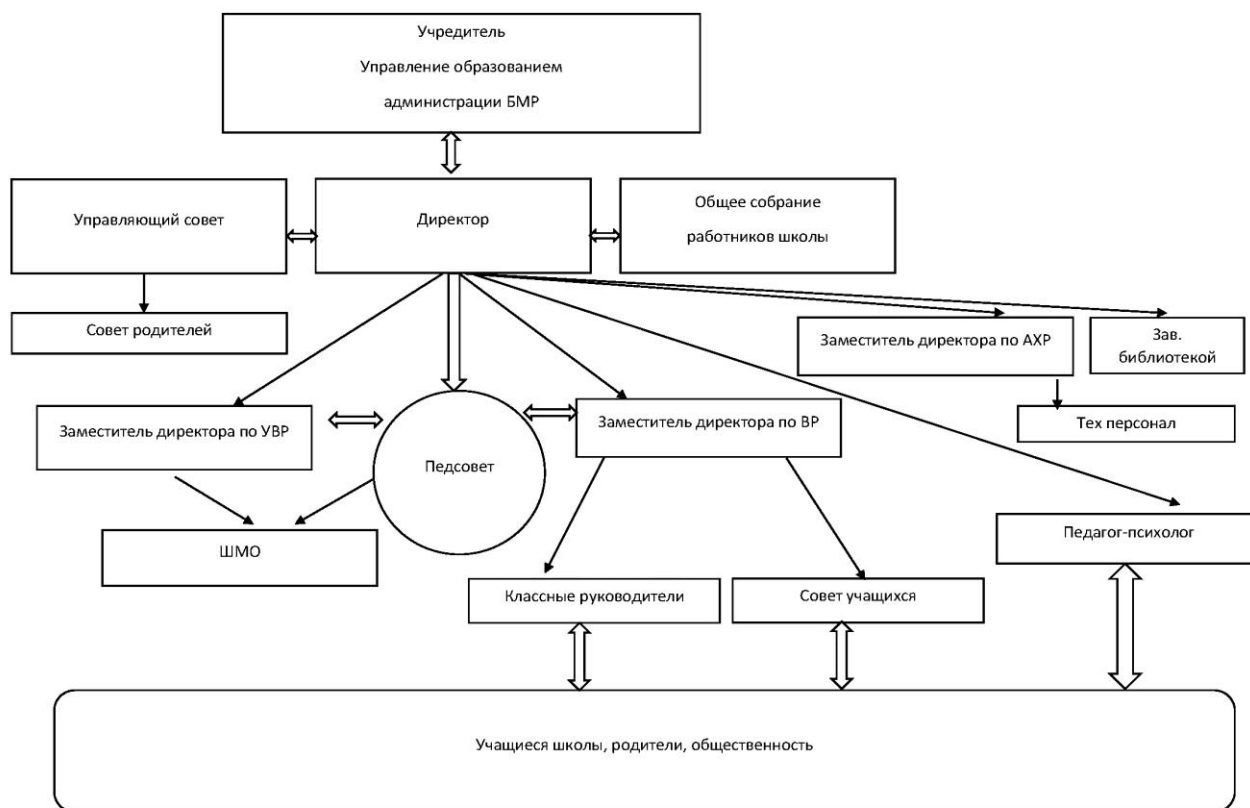 Учредитель
Управление образованием
администрации БМР
Управляющий совет
Директор
Общее собрание
работников школы
Совет родителей
Заместитель директора по АХР
Зав.
библиотекой
Заместитель директора по УВР
Педсовет
Заместитель директора по ВР
Тех персонал
ШМО
Педагог-психолог
Классные руководители
Совет учащихся
Учащиеся школы, родители, общественность